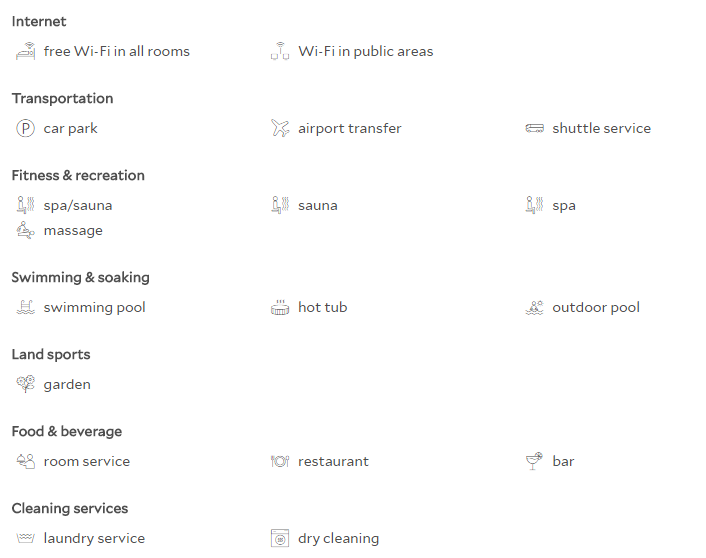 Internet
free Wi-Fi in all rooms
Wi-Fi in public areas
Transportation
P car park
airport transfer
shuttle service
Fitness & recreation
spa/sauna
sauna
spa
massage
Swimming & soaking
swimming pool
hot tub
outdoor pool
Land sports
garden
Food & beverage
room service
restaurant
bar
Cleaning services
laundry service
dry cleaning